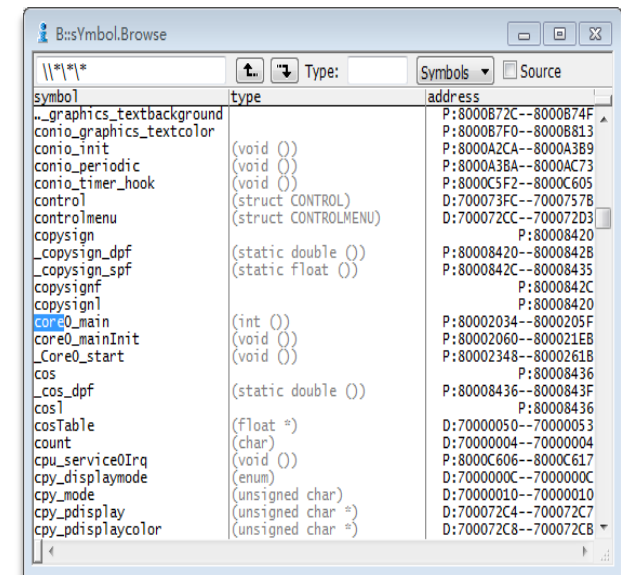 B::sYmbol.Browse
\\*\*\* t.. Type: Symbols Source
symbol type address
.._graphics_textbackground P:8000B72C--8000B74F
conio_graphics_textcolor P:8000B7F0--8000B813
conio_init (void ()) P:8000A2CA--8000A3B9
conio_periodic (void ()) P:8000A3BA--8000AC73
conio_timer_hook (void ()) P:8000C5F2--8000C605
control (struct CONTROL) D:700073FC--7000757B
controlmenu (struct CONTROLMENU) D:700072CC--700072D3
copysign P:80008420
_copysign_dpf (static double ()) P:80008420--8000842B
_copysign_spf (static float ()) P:8000842C--80008435
copysignf P:8000842C
copysignl P:80008420
core0_main (int ()) P:80002034--8000205F
core0_mainInit (void ()) P:80002060--800021EB
_Core0_start (void ()) P:80002348--8000261B
cos P:80008436
_cos_dpf (static double ()) P:80008436--8000843F
cosl P:80008436
cosTable (float *) D:70000050--70000053
count (char) D:70000004--70000004
cpu_service0Irq (void ()) P:8000C606--8000C617
cpy_displaymode (enum) D:7000000C--7000000C
cpy_mode (unsigned char) D:70000010--70000010
cpy_pdisplay (unsigned char *) D:700072C4--700072C7
cpy_pdisplaycolor (unsigned char *) D:700072C8--700072CB